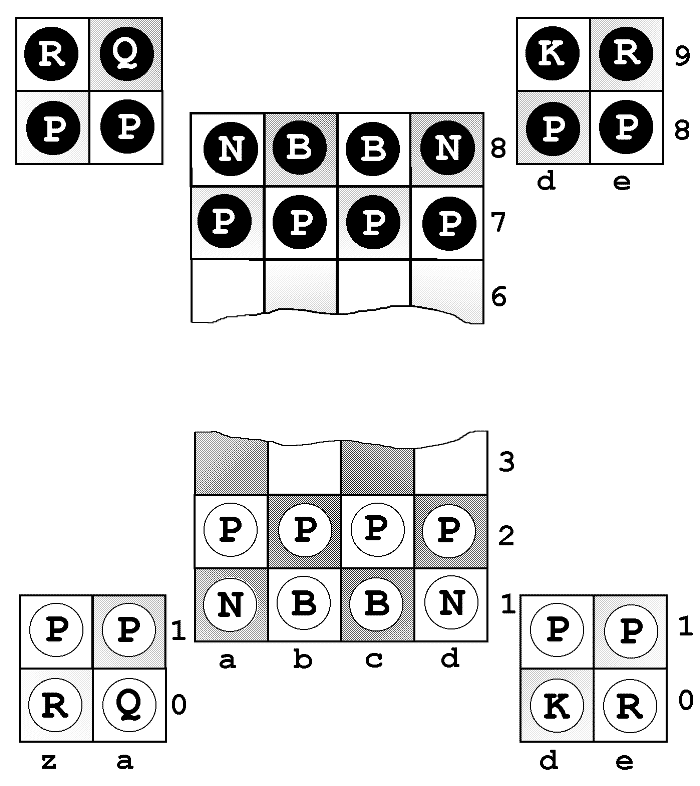 R Q K R 9
P P P P 8
d e
N B B N 8
P P P P 7
6
3
P P P P 2
N B B N 1
a b c d
P P 1 P P 1
R Q 0 K R 0
z a d e